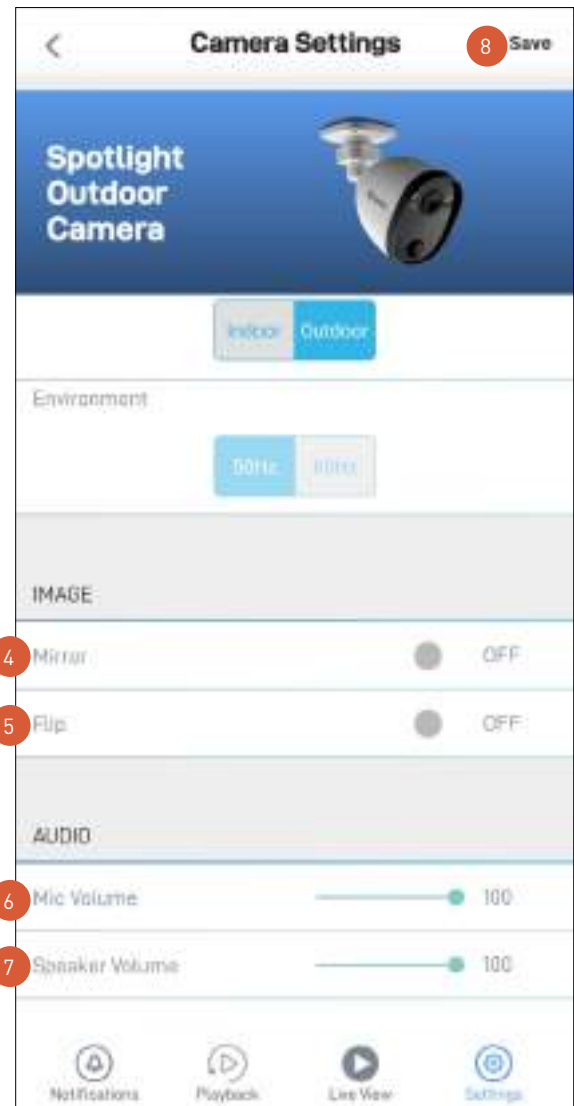 Camera Settings
8 Save
Spotlight
Outdoor
Camera
Indoor Outdoor
Environment
50Hz 60Hz
IMAGE
4 Mirror OFF
5 Flip OFF
AUDIO
6 Mic Volume 100
7 Speaker Volume 100
Notifications Playback Live View Settings